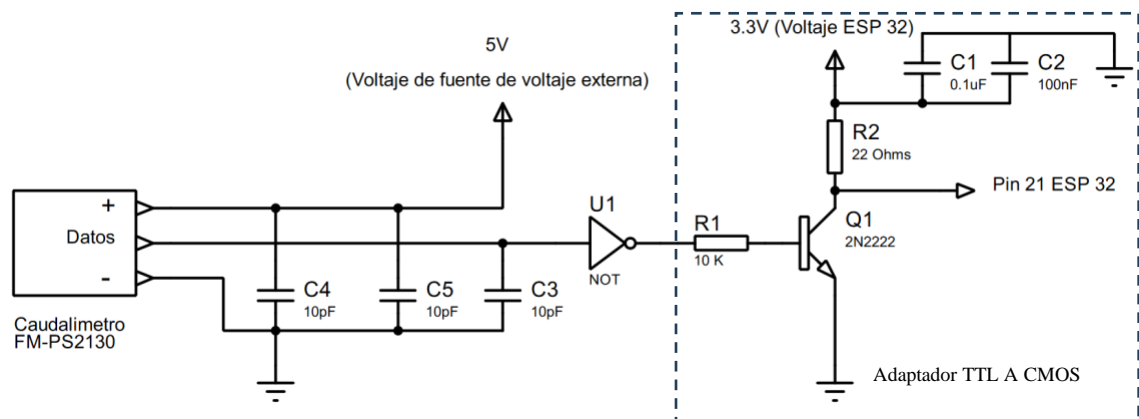 5V
(Voltaje de fuente de voltaje externa)
3.3V (Voltaje ESP 32)
C1
0.1uF
C2
100nF
R2
22 Ohms
Pin 21 ESP 32
+
Datos
-
Caudalimetro
FM-PS2130
C4
10pF
C5
10pF
C3
10pF
U1
NOT
R1
10 K
Q1
2N2222
Adaptador TTL A CMOS